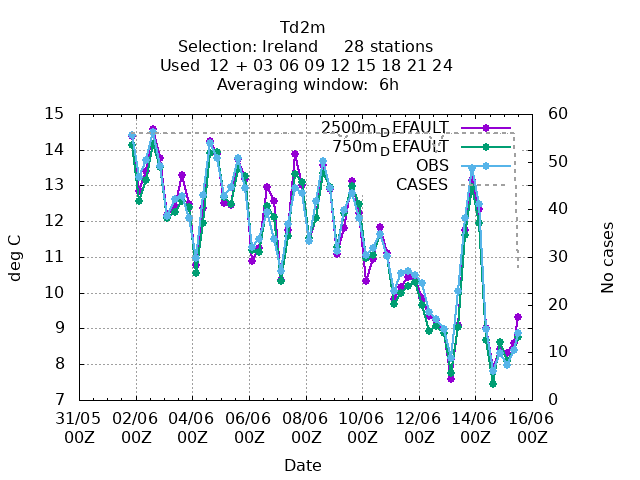 Td2m
Selection: Ireland 28 stations
Used 12 + 03 06 09 12 15 18 21 24
Averaging window: 6h
15
14
13
12
11
10
9
8
7
deg C
60
50
40
30
20
10
0
No cases
2500m_DEFAULT
750m_DEFAULT
OBS
CASES
31/05 02/06 04/06 06/06 08/06 10/06 12/06 14/06 16/06
00Z 00Z 00Z 00Z 00Z 00Z 00Z 00Z 00Z
Date